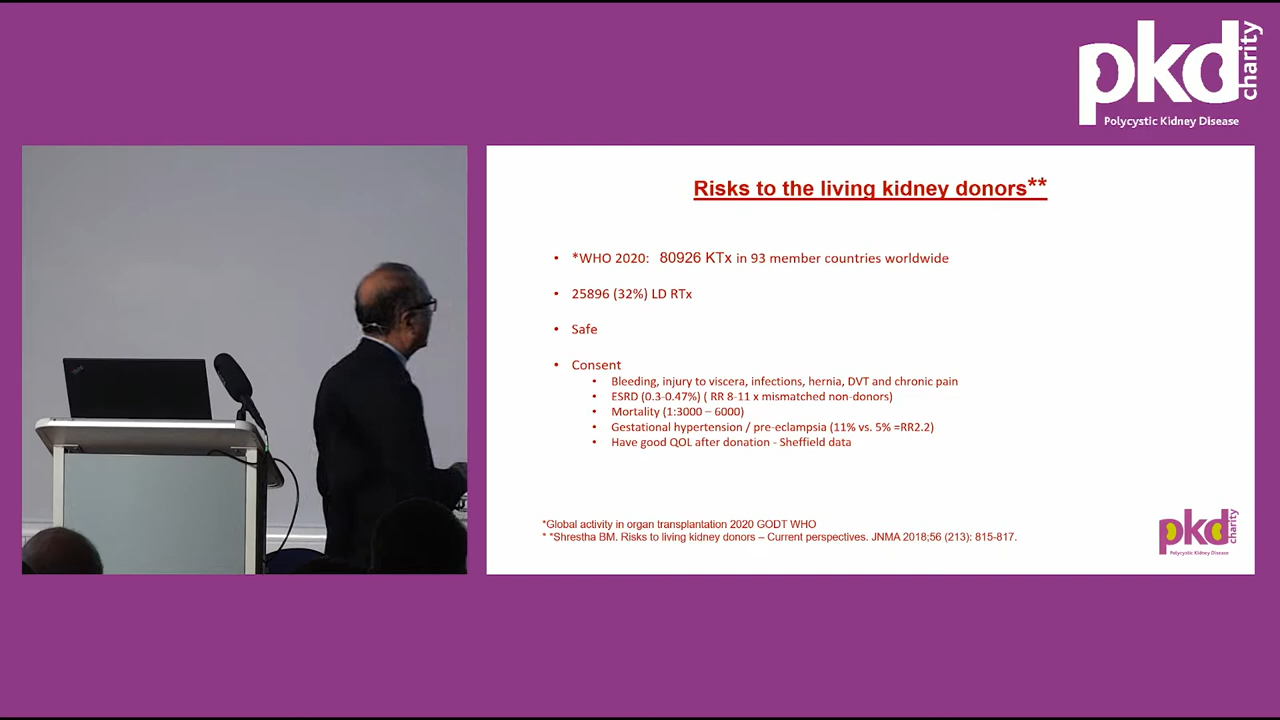 pkd charity
Polycystic Kidney Disease
Risks to the living kidney donors**
• *WHO 2020: 80926 KTx in 93 member countries worldwide
• 25896 (32%) LD RTx
• Safe
• Consent
• Bleeding, injury to viscera, infections, hernia, DVT and chronic pain
• ESRD (0.3-0.47%) ( RR 8-11 x mismatched non-donors)
• Mortality (1:3000 – 6000)
• Gestational hypertension / pre-eclampsia (11% vs. 5% =RR2.2)
• Have good QOL after donation - Sheffield data
*Global activity in organ transplantation 2020 GODT WHO
* *Shrestha BM. Risks to living kidney donors – Current perspectives. JNMA 2018;56 (213): 815-817.
pkd charity
Polycystic Kidney Disease